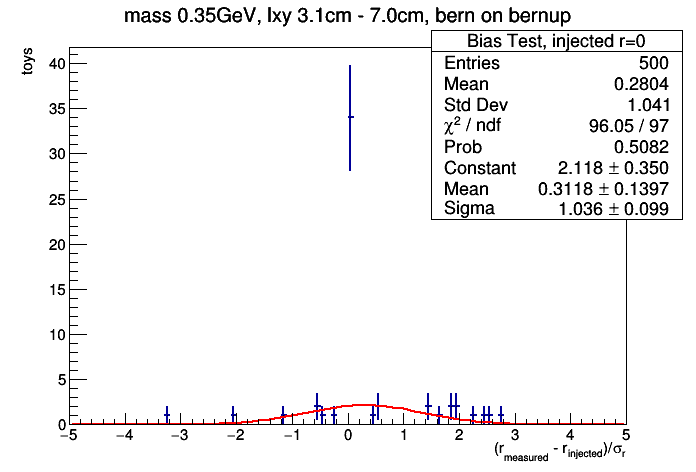 mass 0.35GeV, lxy 3.1cm - 7.0cm, bern on bernup
Bias Test, injected r=0
Entries 500
Mean 0.2804
Std Dev 1.041
χ² / ndf 96.05 / 97
Prob 0.5082
Constant 2.118 ± 0.350
Mean 0.3118 ± 0.1397
Sigma 1.036 ± 0.099
toys
40
35
30
25
20
15
10
5
0
−5 −4 −3 −2 −1 0 1 2 3 4 5
(r_measured - r_injected)/σ_r